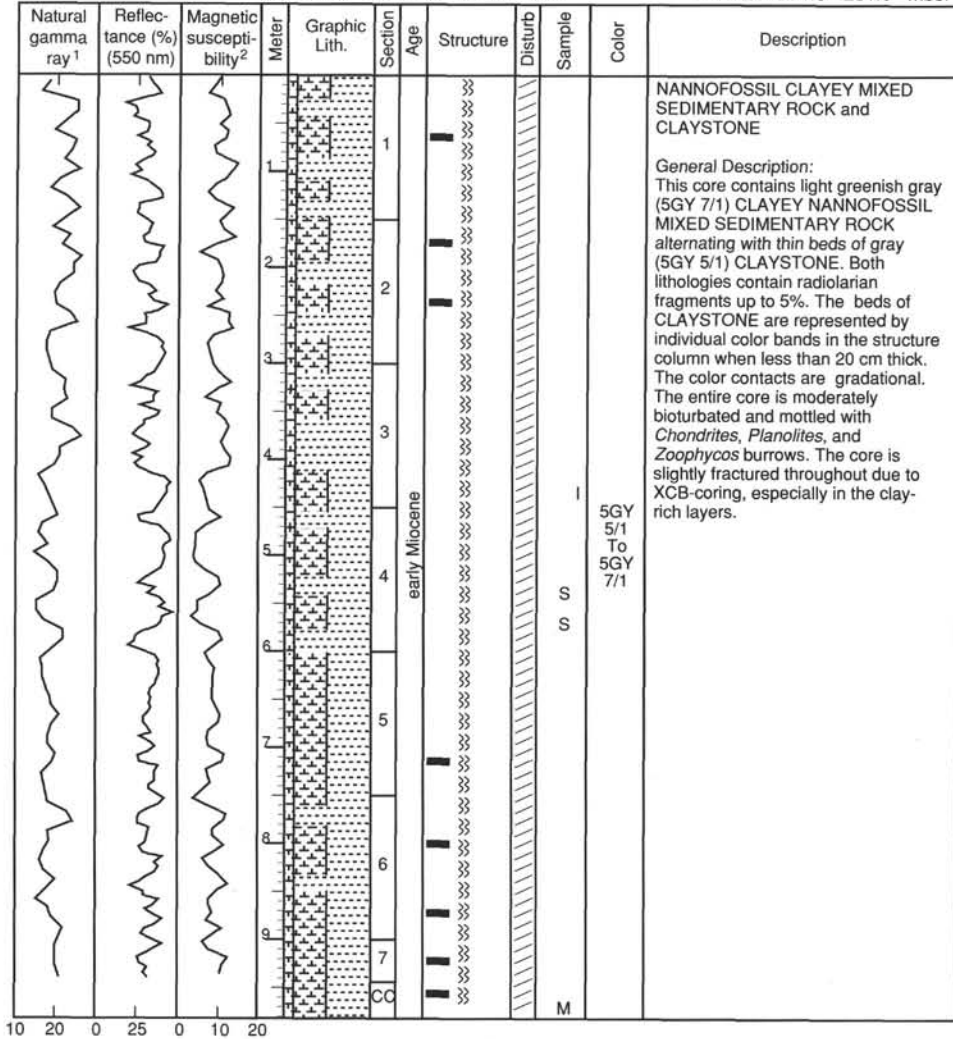 Natural gamma ray 1
Reflec-
tance (%)
(550 nm)
Magnetic
suscepti-
bility 2
Meter
Graphic
Lith.
Section
Age
Structure
Disturb
Sample
Color
Description
1
2
3
4
5
6
7
8
9
1
2
3
4
5
6
7
CC
early Miocene
I
S
S
M
5GY
5/1
To
5GY
7/1
NANNOFOSSIL CLAYEY MIXED
SEDIMENTARY ROCK and
CLAYSTONE
General Description:
This core contains light greenish gray
(5GY 7/1) CLAYEY NANNOFOSSIL
MIXED SEDIMENTARY ROCK
alternating with thin beds of gray
(5GY 5/1) CLAYSTONE. Both
lithologies contain radiolarian
fragments up to 5%. The beds of
CLAYSTONE are represented by
individual color bands in the structure
column when less than 20 cm thick.
The color contacts are gradational.
The entire core is moderately
bioturbated and mottled with
Chondrites, Planolites, and
Zoophycos burrows. The core is
slightly fractured throughout due to
XCB-coring, especially in the clay-
rich layers.
10 20 0 25 0 10 20